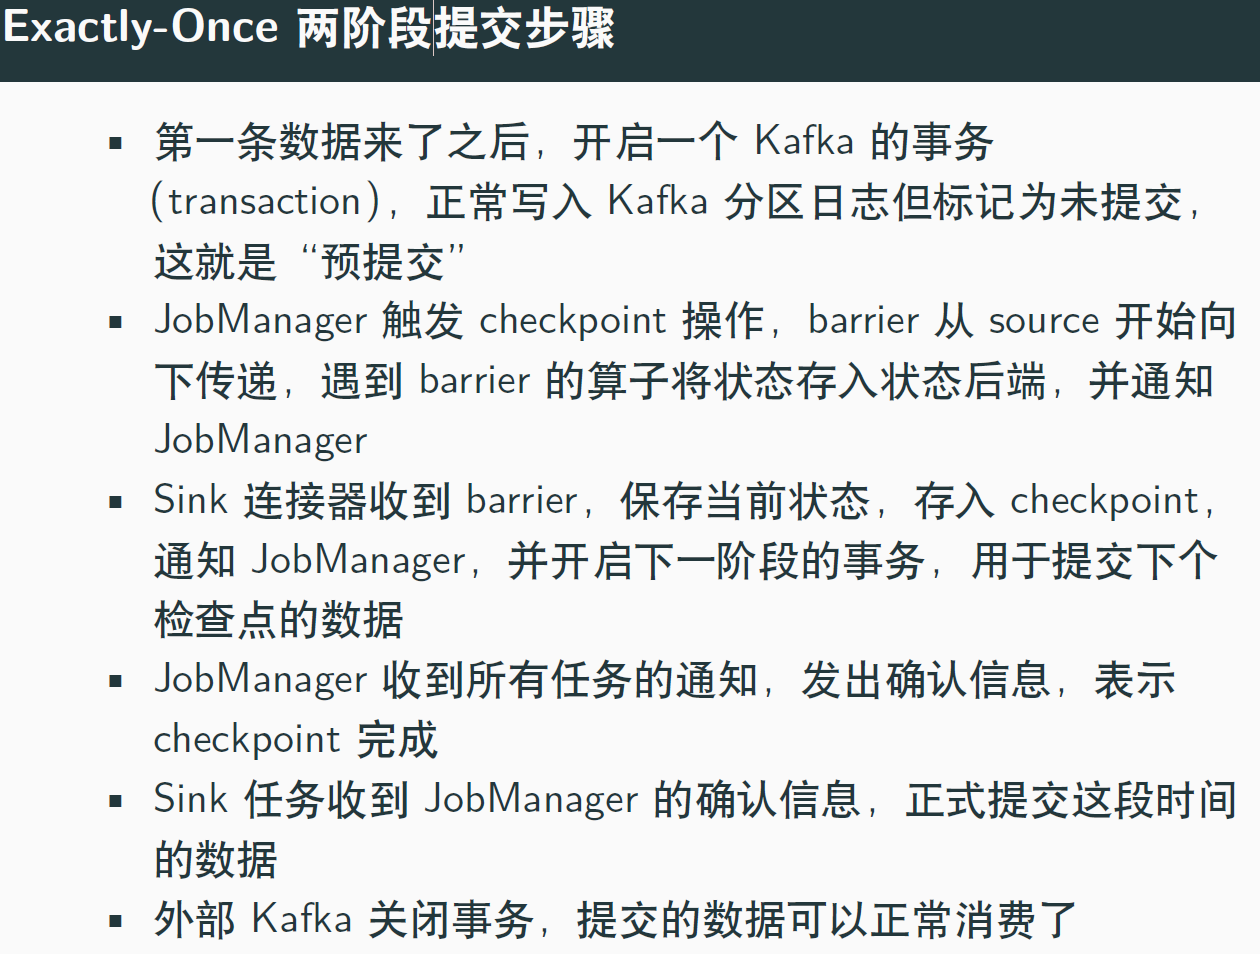 Exactly-Once 两阶段提交步骤
▪ 第一条数据来了之后，开启一个 Kafka 的事务
(transaction)，正常写入 Kafka 分区日志但标记为未提交，
这就是 “预提交”
▪ JobManager 触发 checkpoint 操作，barrier 从 source 开始向
下传递，遇到 barrier 的算子将状态存入状态后端，并通知
JobManager
▪ Sink 连接器收到 barrier，保存当前状态，存入 checkpoint，
通知 JobManager，并开启下一阶段的事务，用于提交下个
检查点的数据
▪ JobManager 收到所有任务的通知，发出确认信息，表示
checkpoint 完成
▪ Sink 任务收到 JobManager 的确认信息，正式提交这段时间
的数据
▪ 外部 Kafka 关闭事务，提交的数据可以正常消费了